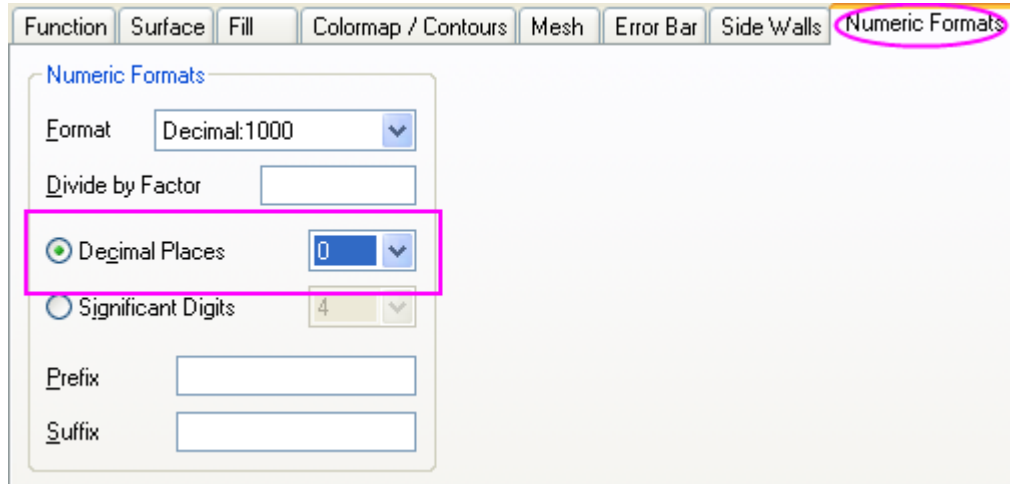 Function Surface Fill Colormap / Contours Mesh Error Bar Side Walls Numeric Formats
Numeric Formats
Format Decimal:1000
Divide by Factor
Decimal Places 0
Significant Digits 4
Prefix
Suffix